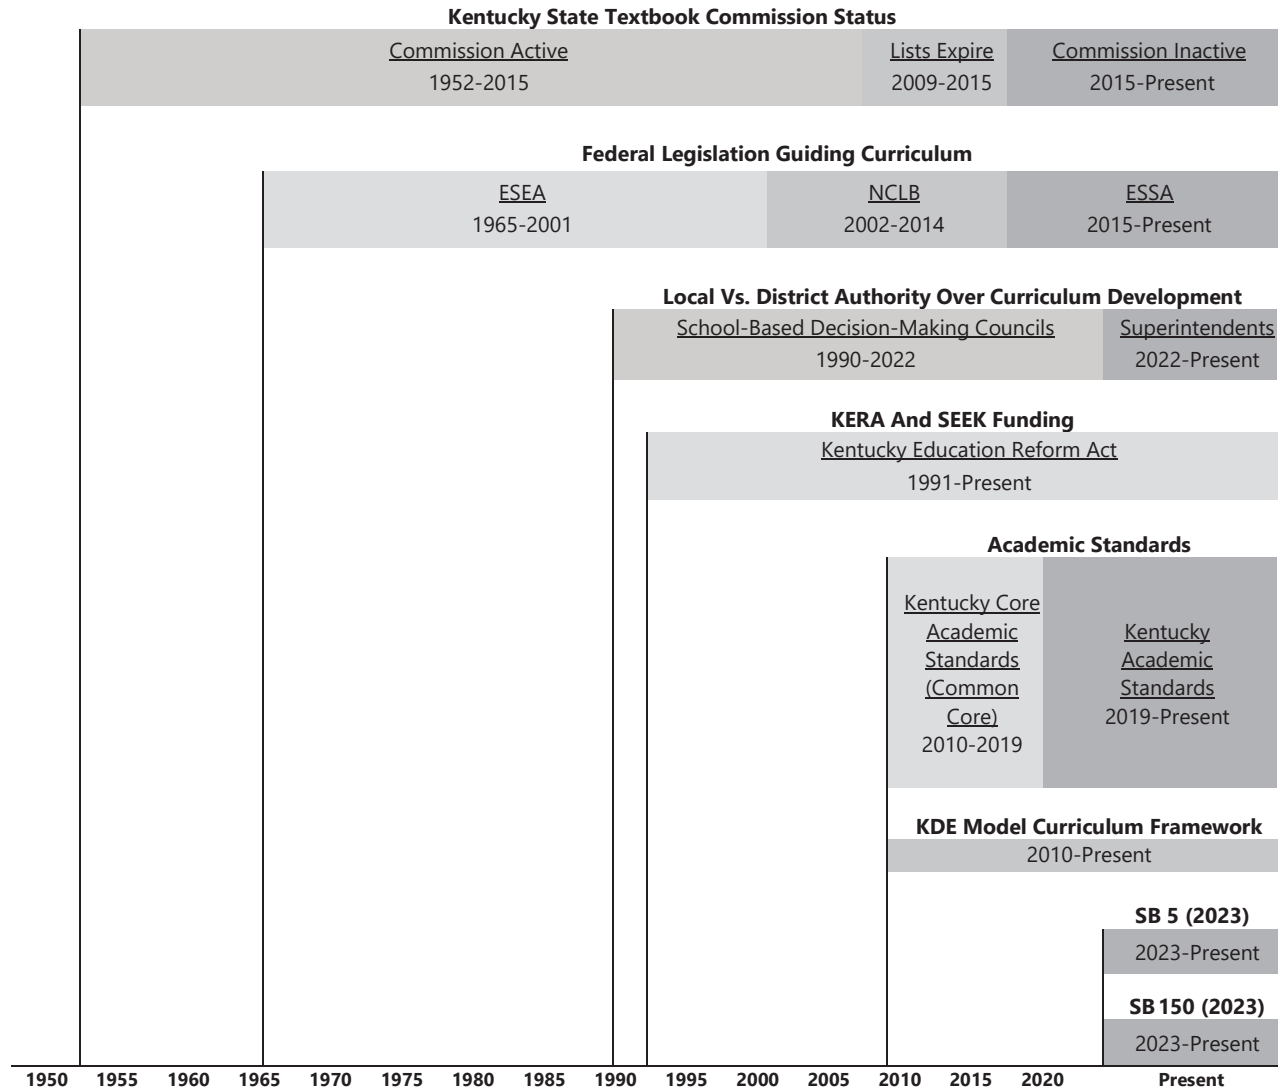 Kentucky State Textbook Commission Status
Commission Active
1952-2015
Lists Expire
2009-2015
Commission Inactive
2015-Present
Federal Legislation Guiding Curriculum
ESEA
1965-2001
NCLB
2002-2014
ESSA
2015-Present
Local Vs. District Authority Over Curriculum Development
School-Based Decision-Making Councils
1990-2022
Superintendents
2022-Present
KERA And SEEK Funding
Kentucky Education Reform Act
1991-Present
Academic Standards
Kentucky Core
Academic
Standards
(Common
Core)
2010-2019
Kentucky
Academic
Standards
2019-Present
KDE Model Curriculum Framework
2010-Present
SB 5 (2023)
2023-Present
SB 150 (2023)
2023-Present
1950 1955 1960 1965 1970 1975 1980 1985 1990 1995 2000 2005 2010 2015 2020 Present